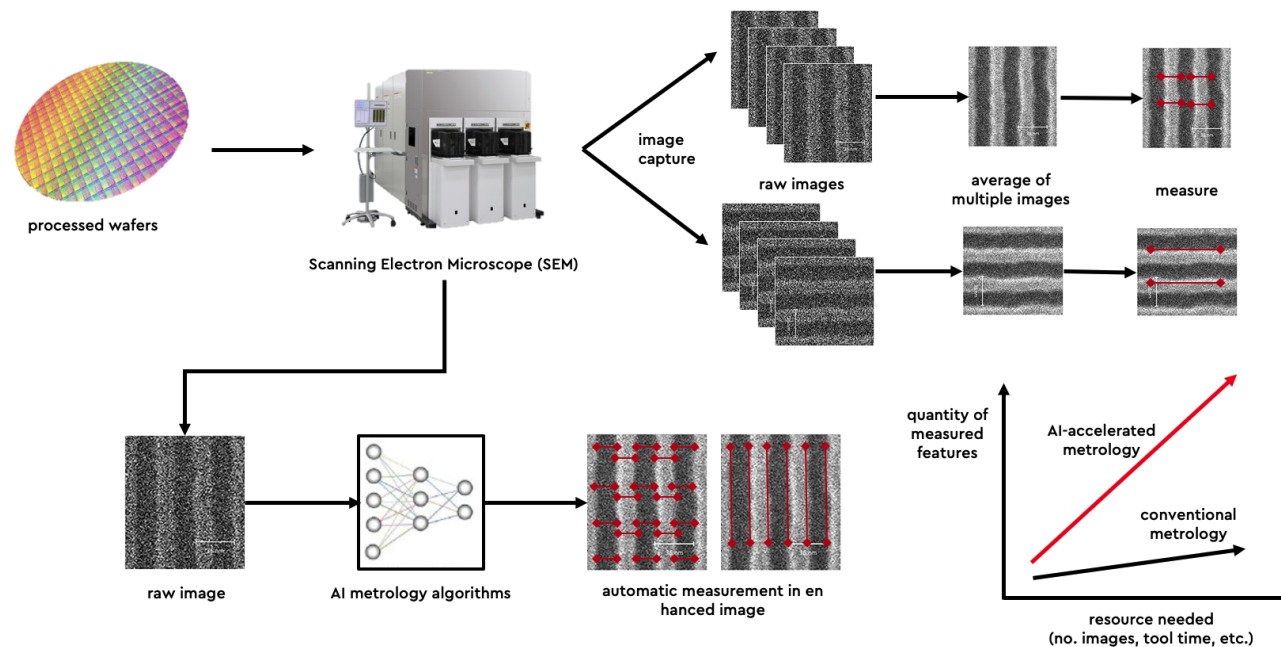 processed wafers
Scanning Electron Microscope (SEM)
image
capture
raw images
average of
multiple images
measure
raw image
AI metrology algorithms
automatic measurement in en
hanced image
quantity of
measured
features
AI-accelerated
metrology
conventional
metrology
resource needed
(no. images, tool time, etc.)